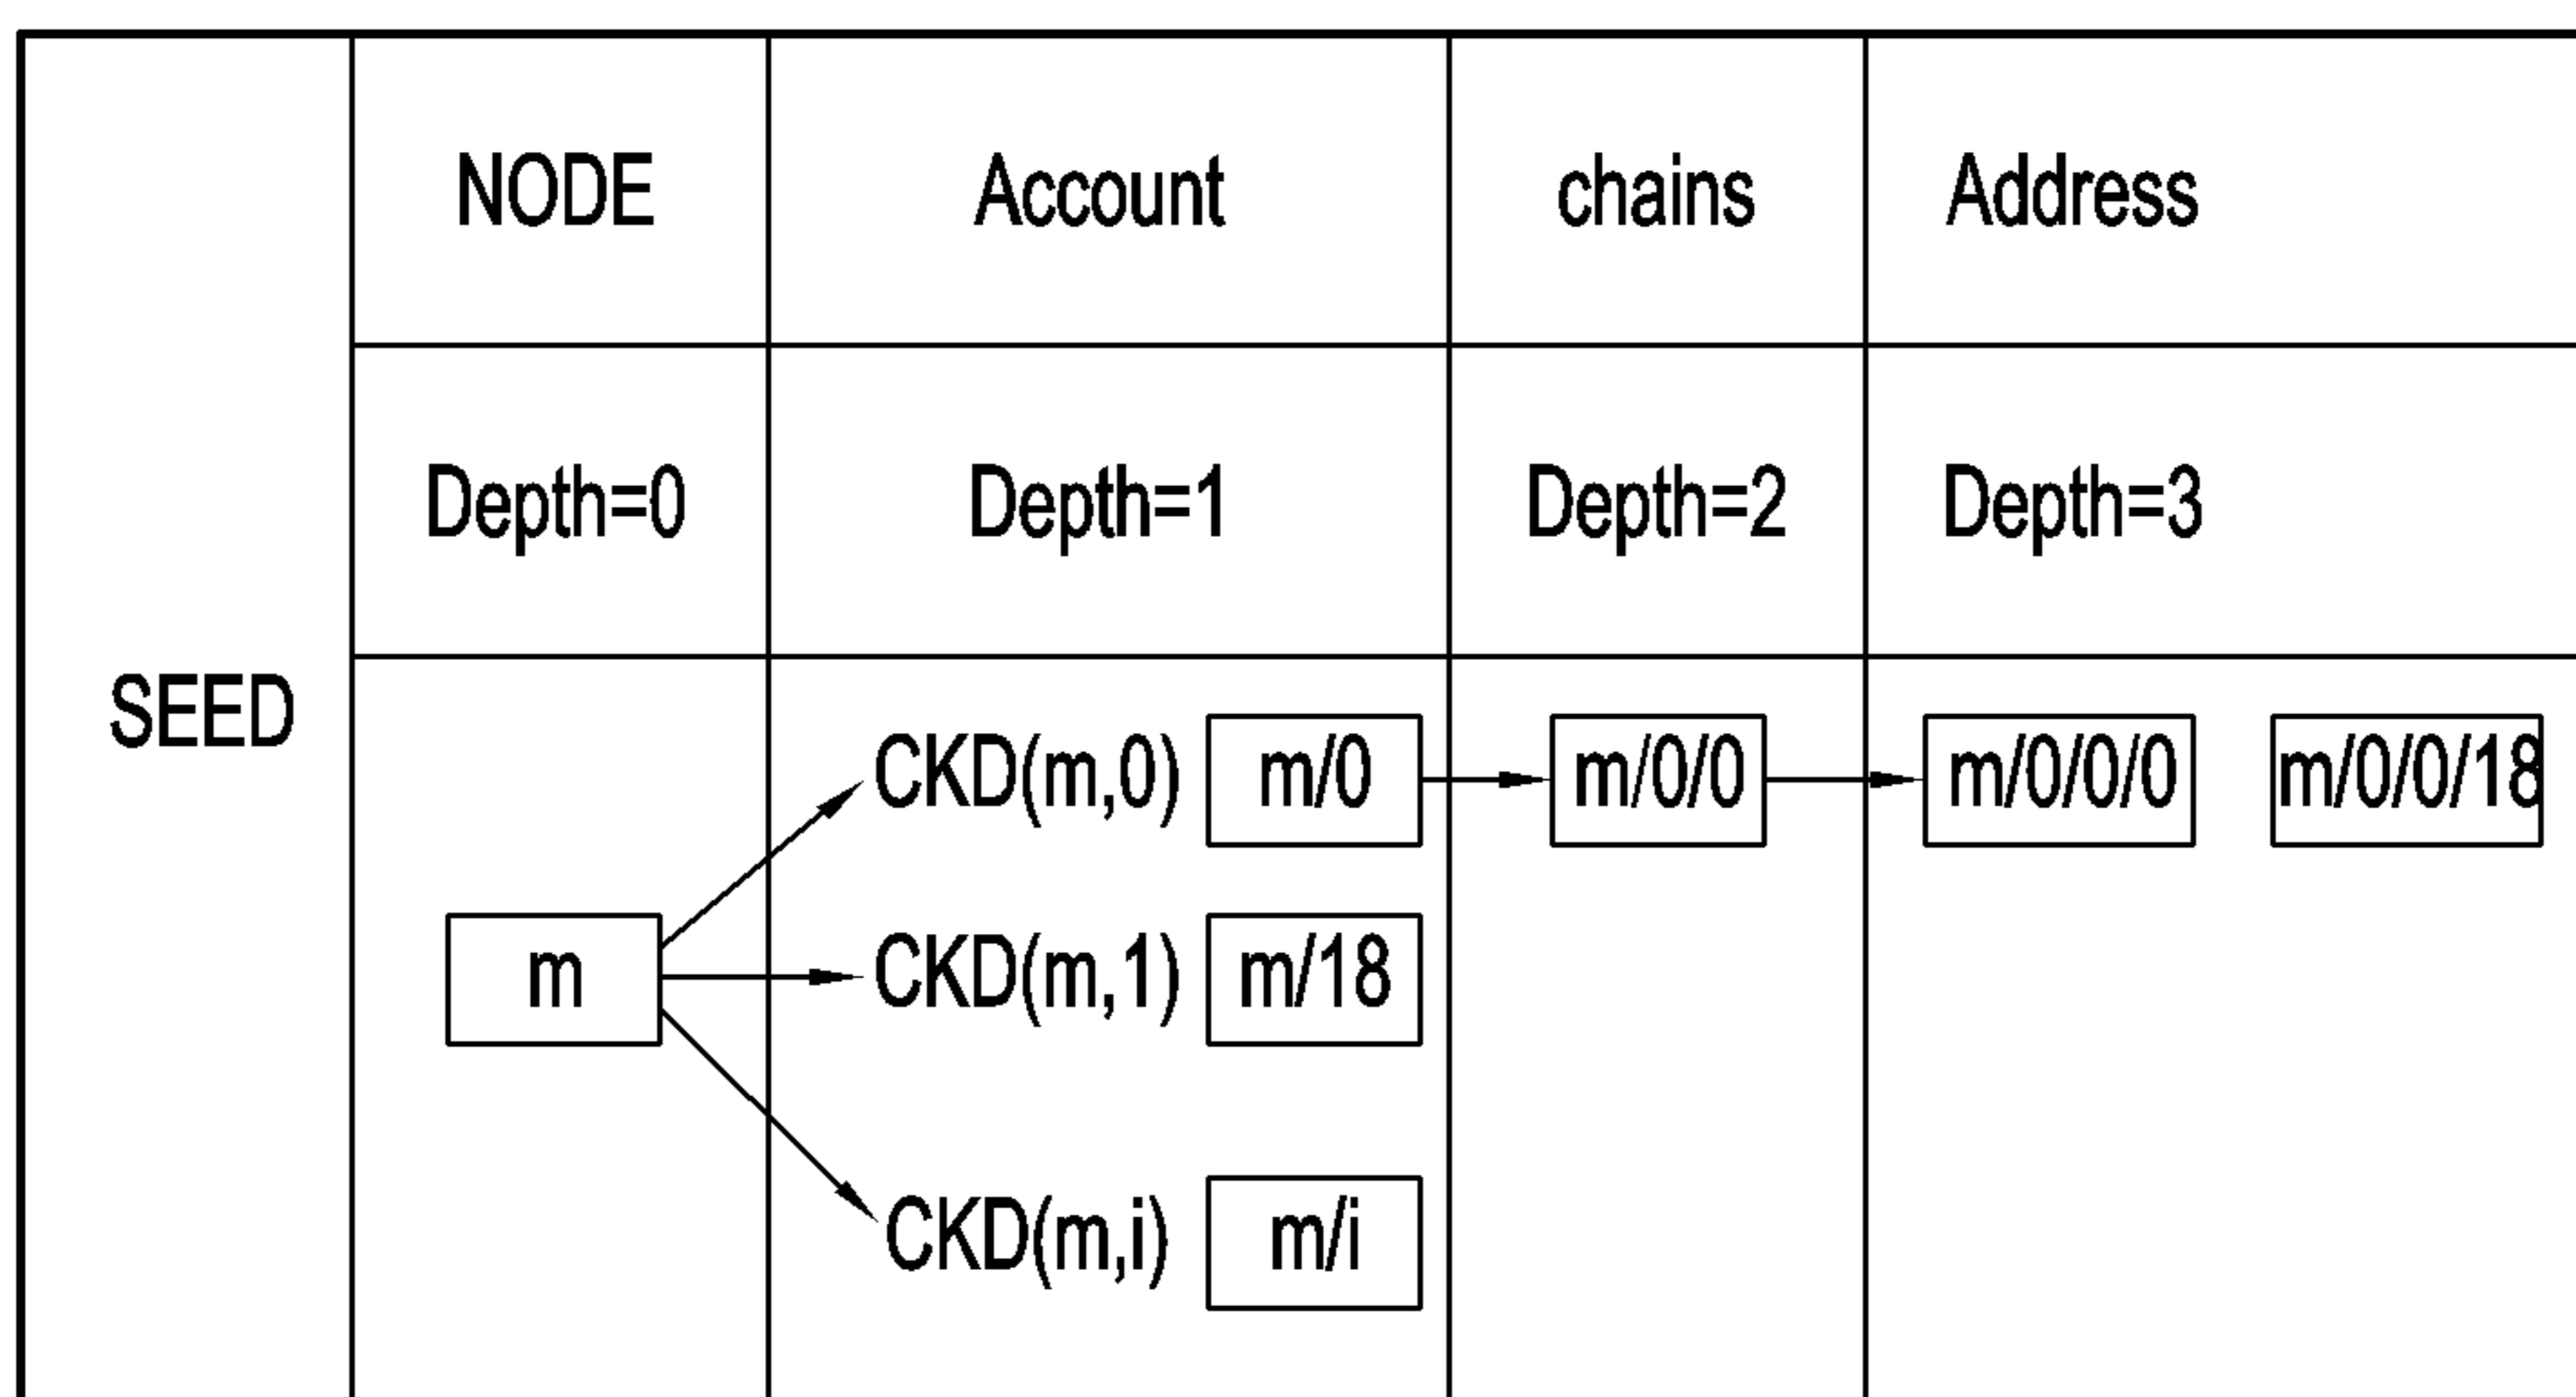 NODE Account chains Address
Depth=0 Depth=1 Depth=2 Depth=3
SEED
CKD(m,0) m/0 m/0/0 m/0/0/0 m/0/0/18
m CKD(m,1) m/18
CKD(m,i) m/i